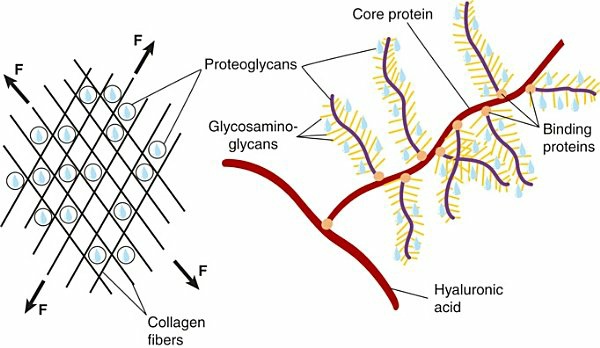 Core protein
F
F
Proteoglycans
Glycosamino-
glycans
Binding
proteins
F
F
Hyaluronic
acid
Collagen
fibers